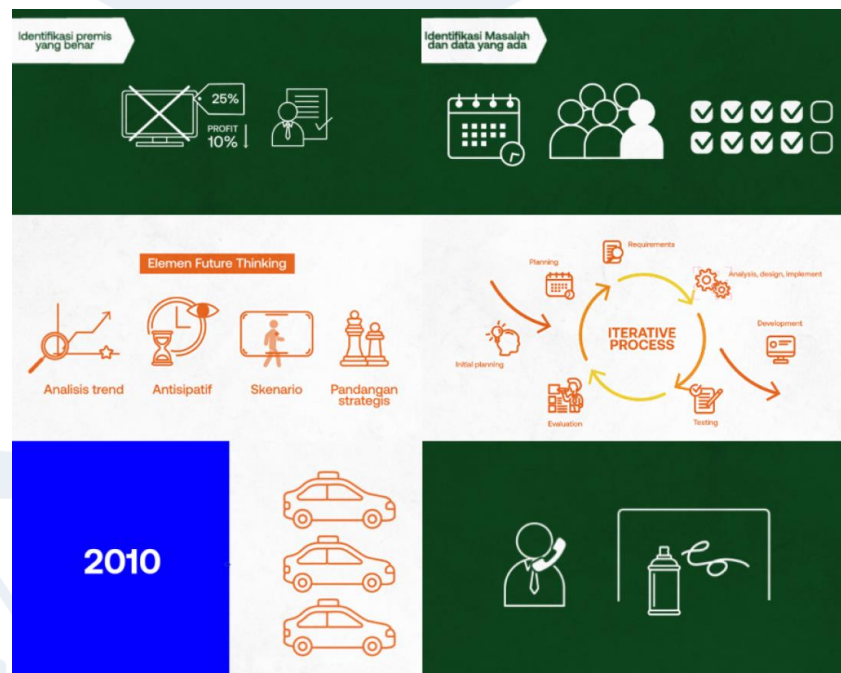 Identifikasi premis
yang benar
25%
PROFIT
10%
Identifikasi Masalah
dan data yang ada
Elemen Future Thinking
Analisis trend
Antisipatif
Skenario
Pandangan
strategis
Requirements
Planning
Analysis, design, implement
ITERATIVE
PROCESS
Development
Initial planning
Evaluation
Testing
2010